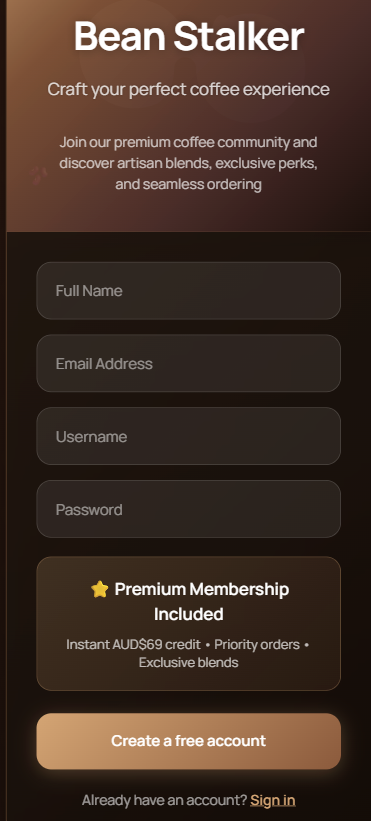 Bean Stalker
Craft your perfect coffee experience
Join our premium coffee community and
discover artisan blends, exclusive perks,
and seamless ordering
Full Name
Email Address
Username
Password
⭐ Premium Membership
Included
Instant AUD$69 credit • Priority orders •
Exclusive blends
Create a free account
Already have an account? Sign in